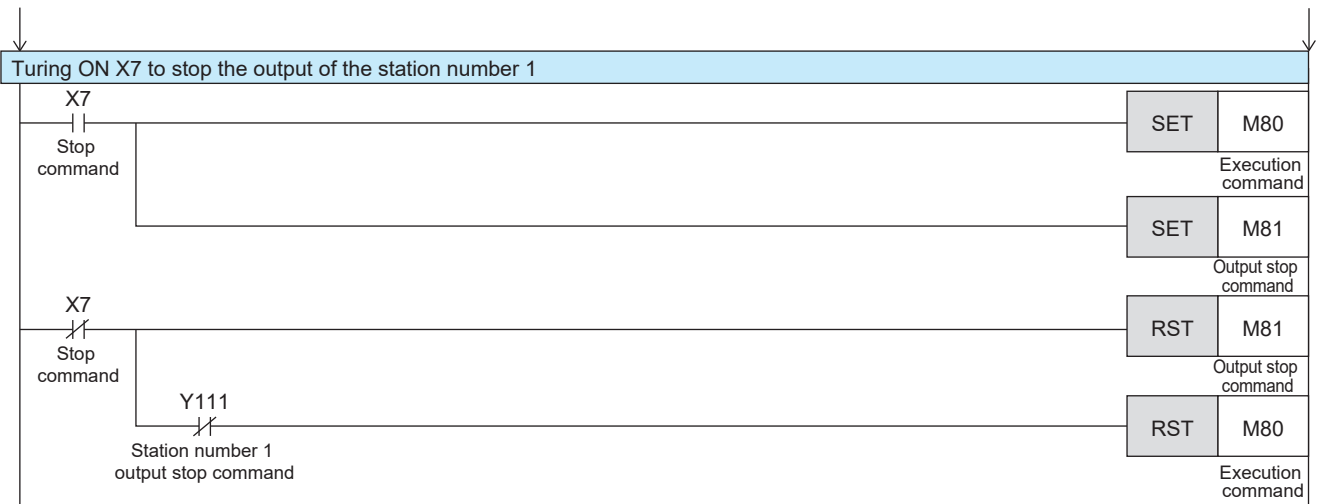 Turing ON X7 to stop the output of the station number 1
X7
Stop
command
SET M80
Execution
command
SET M81
Output stop
command
X7
Stop
command
RST M81
Output stop
command
Y111
Station number 1
output stop command
RST M80
Execution
command